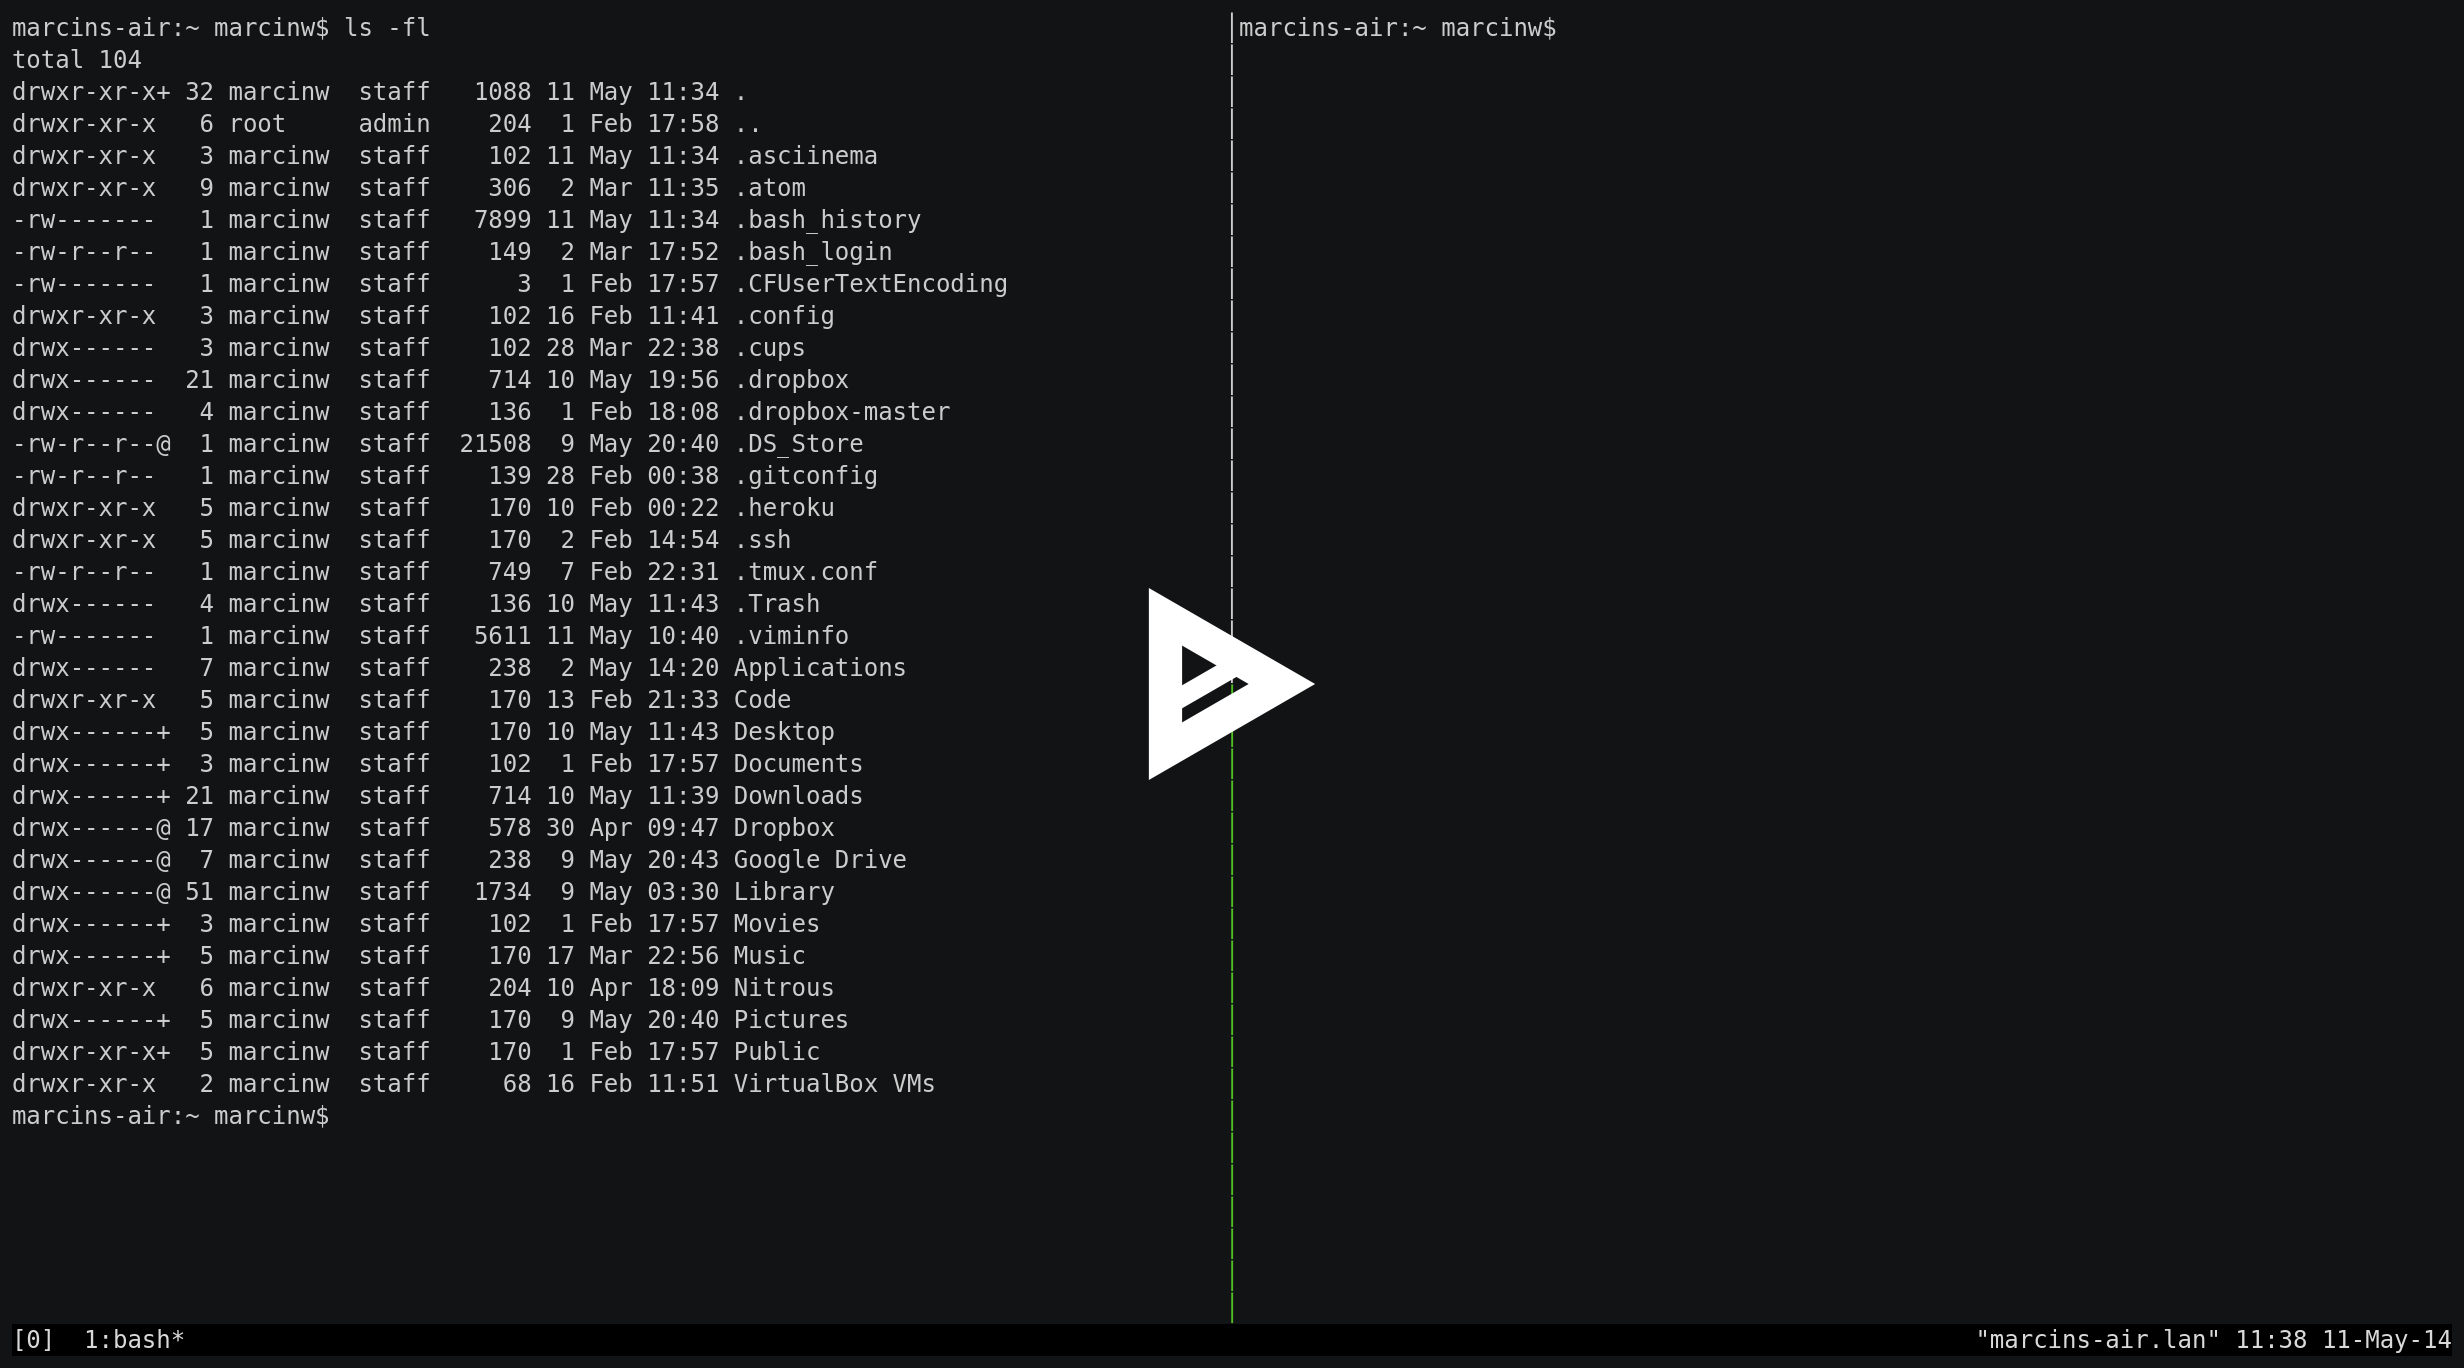 marcins-air:~ marcinw$ ls -fl
total 104
drwxr-xr-x+ 32 marcinw  staff   1088 11 May 11:34 .
drwxr-xr-x   6 root     admin    204  1 Feb 17:58 ..
drwxr-xr-x   3 marcinw  staff    102 11 May 11:34 .asciinema
drwxr-xr-x   9 marcinw  staff    306  2 Mar 11:35 .atom
-rw-------   1 marcinw  staff   7899 11 May 11:34 .bash_history
-rw-r--r--   1 marcinw  staff    149  2 Mar 17:52 .bash_login
-rw-------   1 marcinw  staff      3  1 Feb 17:57 .CFUserTextEncoding
drwxr-xr-x   3 marcinw  staff    102 16 Feb 11:41 .config
drwx------   3 marcinw  staff    102 28 Mar 22:38 .cups
drwx------  21 marcinw  staff    714 10 May 19:56 .dropbox
drwx------   4 marcinw  staff    136  1 Feb 18:08 .dropbox-master
-rw-r--r--@  1 marcinw  staff  21508  9 May 20:40 .DS_Store
-rw-r--r--   1 marcinw  staff    139 28 Feb 00:38 .gitconfig
drwxr-xr-x   5 marcinw  staff    170 10 Feb 00:22 .heroku
drwxr-xr-x   5 marcinw  staff    170  2 Feb 14:54 .ssh
-rw-r--r--   1 marcinw  staff    749  7 Feb 22:31 .tmux.conf
drwx------   4 marcinw  staff    136 10 May 11:43 .Trash
-rw-------   1 marcinw  staff   5611 11 May 10:40 .viminfo
drwx------   7 marcinw  staff    238  2 May 14:20 Applications
drwxr-xr-x   5 marcinw  staff    170 13 Feb 21:33 Code
drwx------+  5 marcinw  staff    170 10 May 11:43 Desktop
drwx------+  3 marcinw  staff    102  1 Feb 17:57 Documents
drwx------+ 21 marcinw  staff    714 10 May 11:39 Downloads
drwx------@ 17 marcinw  staff    578 30 Apr 09:47 Dropbox
drwx------@  7 marcinw  staff    238  9 May 20:43 Google Drive
drwx------@ 51 marcinw  staff   1734  9 May 03:30 Library
drwx------+  3 marcinw  staff    102  1 Feb 17:57 Movies
drwx------+  5 marcinw  staff    170 17 Mar 22:56 Music
drwxr-xr-x   6 marcinw  staff    204 10 Apr 18:09 Nitrous
drwx------+  5 marcinw  staff    170  9 May 20:40 Pictures
drwxr-xr-x+  5 marcinw  staff    170  1 Feb 17:57 Public
drwxr-xr-x   2 marcinw  staff     68 16 Feb 11:51 VirtualBox VMs
marcins-air:~ marcinw$
marcins-air:~ marcinw$
[0]  1:bash*
"marcins-air.lan" 11:38 11-May-14